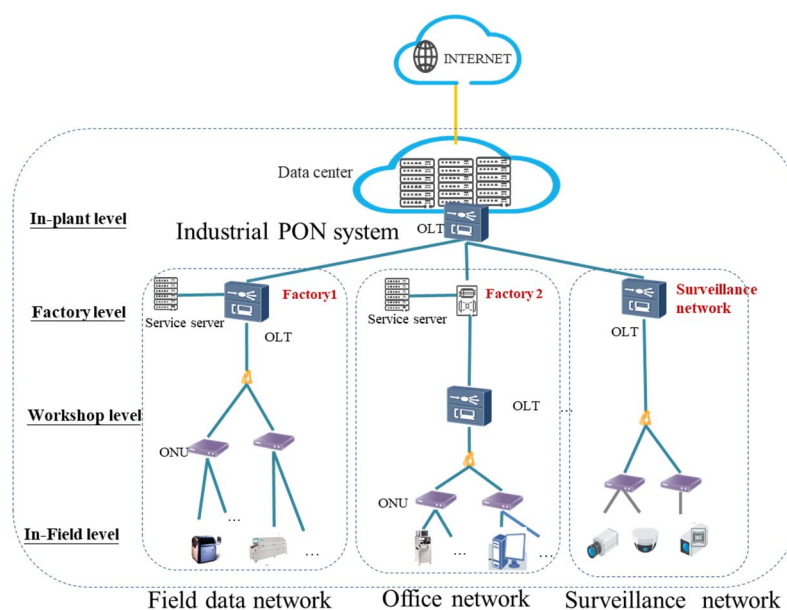 INTERNET
Data center
In-plant level
OLT
Industrial PON system
Factory1
Factory 2
Surveillance
network
Factory level
Service server
Service server
OLT
OLT
Workshop level
OLT
...
ONU
ONU
...
...
In-Field level
...
...
...
Field data network
Office network
Surveillance network